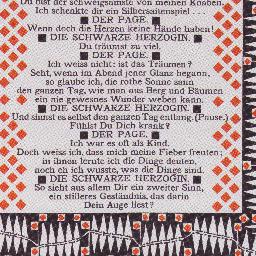 Du bist der schweigsamste von meinen Knaben.
Ich schenkte dir ein Silbersaitenspiel . . .
DER PAGE.
Wenn doch die Herzen keine Hände haben!
DIE SCHWARZE HERZOGIN.
Du träumst zu viel.
DER PAGE.
Ich weiss nicht: ist das Träumen?
Seht, wenn im Abend jener Glanz begann,
so glaubte ich, die rothe Sonne sann
den ganzen Tag, wie man aus Berg und Bäumen
ein nie gewesnes Wunder weben kann.
DIE SCHWARZE HERZOGIN.
Und sinnst es selbst den ganzen Tag entlang. (Pause.)
Fühlst Du Dich krank?
DER PAGE.
Ich war es oft als Kind.
Doch weiss ich, dass mich meine Fieber freuten;
in ihnen lernte ich die Dinge deuten,
noch eh ich wusste, was die Dinge sind.
DIE SCHWARZE HERZOGIN.
So sieht aus allem Dir ein zweiter Sinn,
ein stilleres Geständnis, das darin
Dein Auge liest?